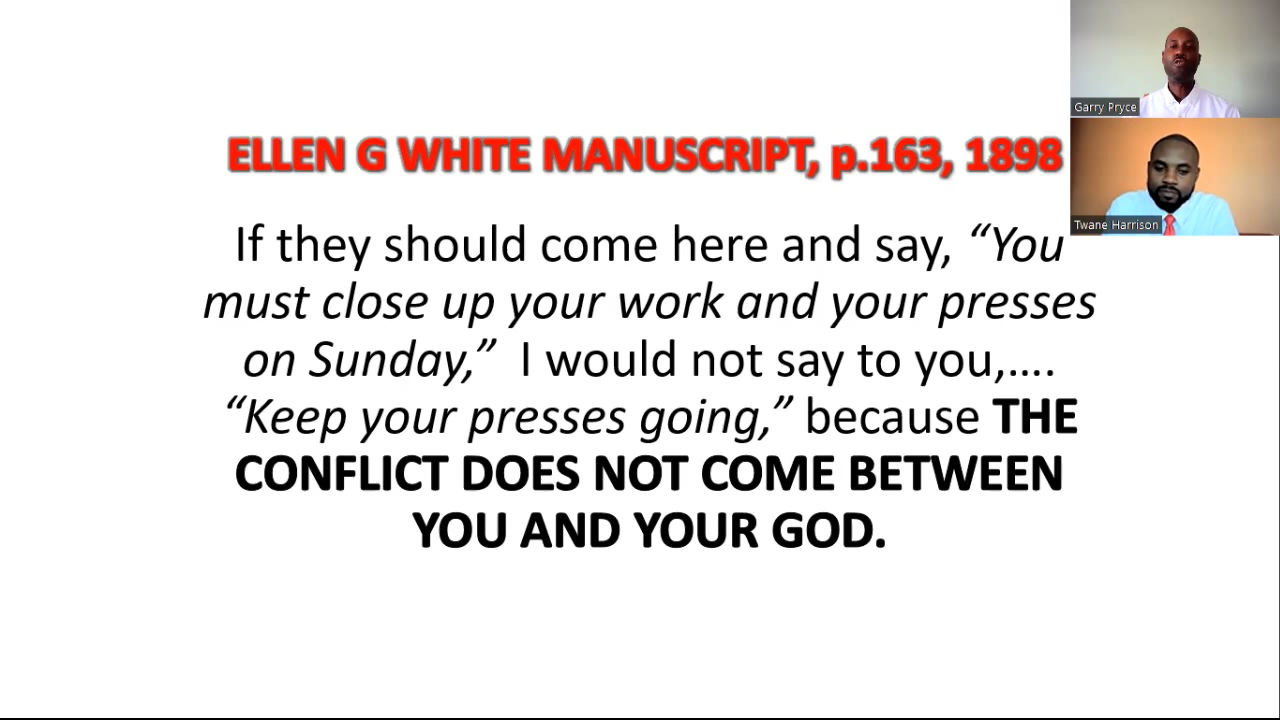 ELLEN G WHITE MANUSCRIPT, p.163, 1898
If they should come here and say, “You
must close up your work and your presses
on Sunday,” I would not say to you,....
“Keep your presses going,” because THE
CONFLICT DOES NOT COME BETWEEN
YOU AND YOUR GOD.
Garry Pryce
Twane Harrison